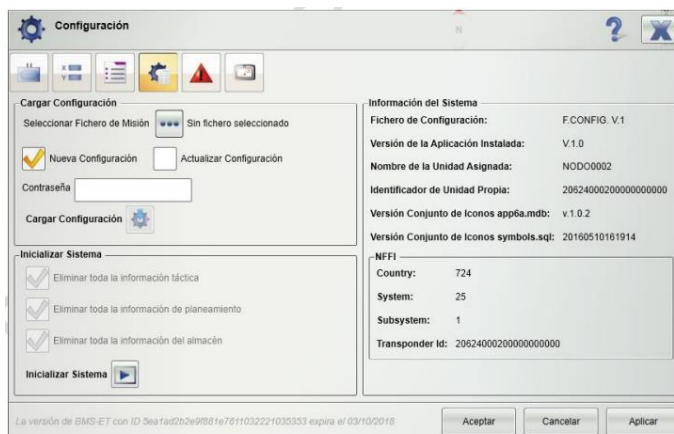 Configuración
N
Cargar Configuración
Seleccionar Fichero de Misión Sin fichero seleccionado
Nueva Configuración Actualizar Configuración
Contraseña
Cargar Configuración
Inicializar Sistema
Eliminar toda la información táctica
Eliminar toda la información de planeamiento
Eliminar toda la información del almacén
Inicializar Sistema
Información del Sistema
Fichero de Configuración: F.CONFIG. V.1
Versión de la Aplicación Instalada: V.1.0
Nombre de la Unidad Asignada: NODO0002
Identificador de Unidad Propia: 20624000200000000000
Versión Conjunto de Iconos app6a.mdb: v.1.0.2
Versión Conjunto de Iconos symbols.sql: 20160510161914
NFFI
Country: 724
System: 25
Subsystem: 1
Transponder Id: 20624000200000000000
La versión de BMS-ET con ID expira el 03/10/2018
Aceptar Cancelar Aplicar